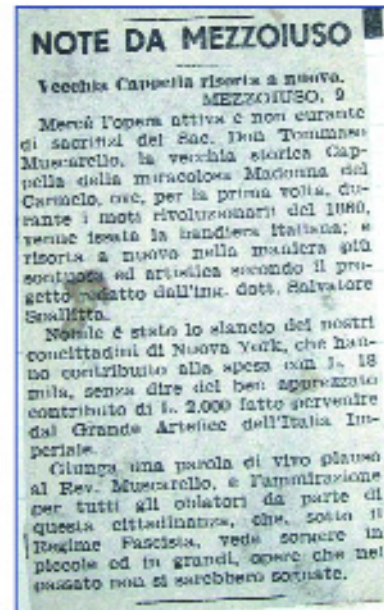 NOTE DA MEZZOIUSO
Vecchia Cappella risorta a nuovo.
MEZZOIUSO, 9
Mercè l'opera attiva e non curante
di sacrifizi del Sac. Don Tommaso
Muscarello, la vecchia storica Cap-
pella della miracolosa Madonna del
Carmelo, ove, per la prima volta, du-
rante i moti rivoluzionarii del 1860,
venne issata la bandiera italiana; è
risorta a nuovo nella maniera più
sontuosa ed artistica secondo il pro-
getto redatto dall'ing. dott. Salvatore
Spallitta.
Nobile è stato lo slancio dei nostri
concittadini di Nuova York, che han-
no contribuito alla spesa con L. 18
mila, senza dire del ben apprezzato
contributo di L. 2.000 fatto pervenire
dal Grande Artefice dell'Italia Im-
periale.
Giunga una parola di vivo plauso
al Rev. Muscarello, e l'ammirazione
per tutti gli oblatori da parte di
questa cittadinanza, che, sotto il
Regime Fascista, vede sorgere in
piccole ed in grandi, opere che nel
passato non si sarebbero sognate.